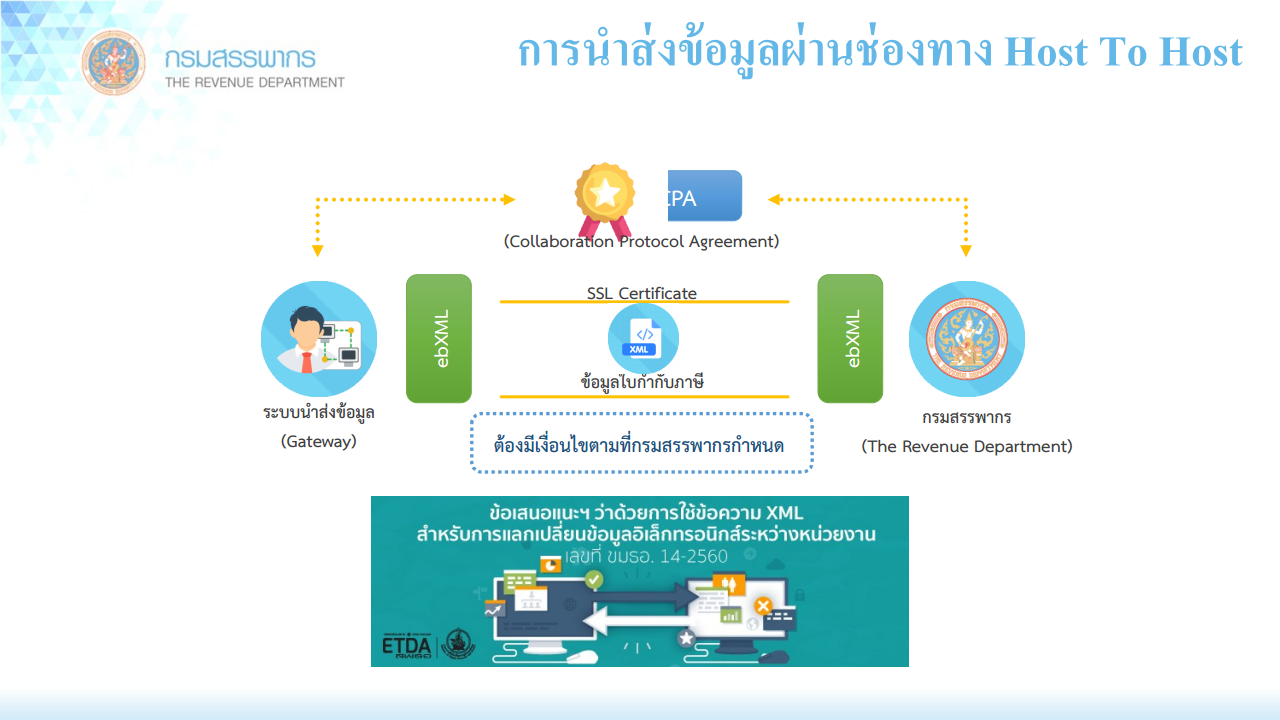 กรมสรรพากร
THE REVENUE DEPARTMENT
การนำส่งข้อมูลผ่านช่องทาง Host To Host
CPA
(Collaboration Protocol Agreement)
SSL Certificate
ebXML
XML
ebXML
ข้อมูลใบกำกับภาษี
ระบบนำส่งข้อมูล
(Gateway)
กรมสรรพากร
(The Revenue Department)
ต้องมีเงื่อนไขตามที่กรมสรรพากรกำหนด
ข้อเสนอแนะฯ ว่าด้วยการใช้ข้อความ XML
สำหรับการแลกเปลี่ยนข้อมูลอิเล็กทรอนิกส์ระหว่างหน่วยงาน
เลขที่ ขมธอ. 14-2560
ETDA